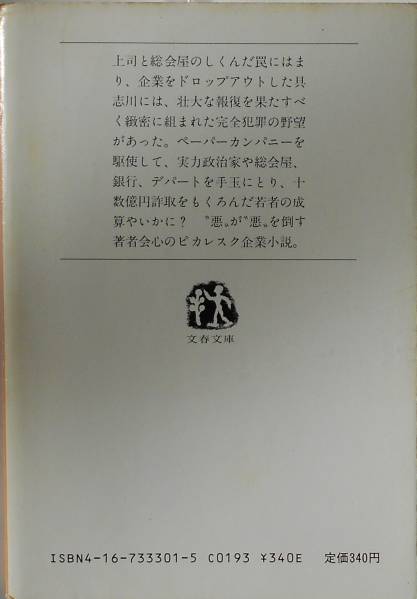 上司と総会屋のしくんだ罠にはま
り、企業をドロップアウトした具
志川には、壮大な報復を果たすべ
く緻密に組まれた完全犯罪の野望
があった。ペーパーカンパニーを
駆使して、実力政治家や総会屋、
銀行、デパートを手玉にとり、十
数億円詐取をもくろんだ若者の成
算やいかに？　〝悪〟が〝悪〟を倒す
著者会心のピカレスク企業小説。
文春文庫
ISBN4-16-733301-5 C0193 ¥340E 定価340円